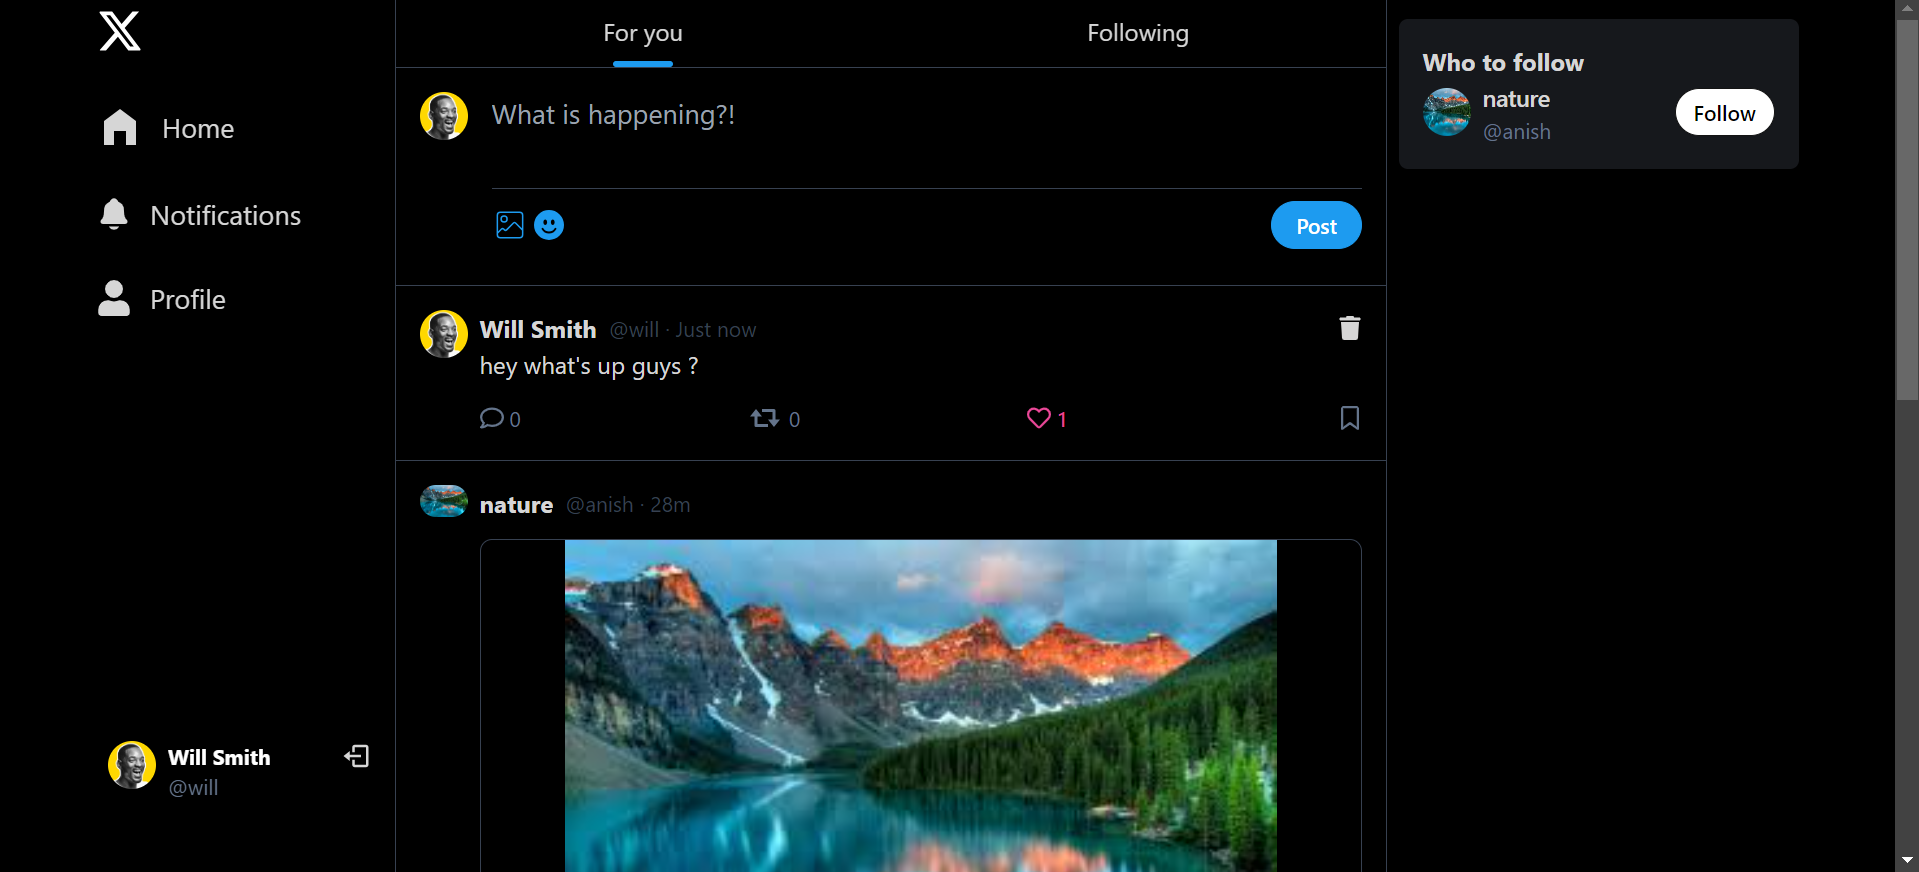 Home
Notifications
Profile
Will Smith
@will
For you
Following
What is happening?!
Post
Will Smith @will · Just now
hey what's up guys ?
0
0
1
nature @anish · 28m
Who to follow
nature
@anish
Follow